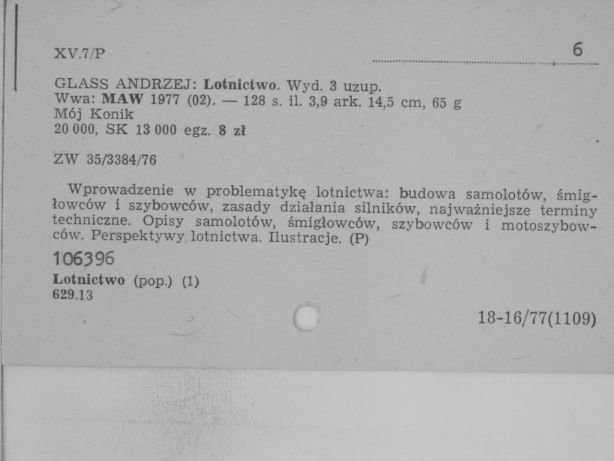 XV.7/P
6
GLASS ANDRZEJ: Lotnictwo. Wyd. 3 uzup.
Wwa: MAW 1977 (02). — 128 s. il. 3,9 ark. 14,5 cm, 65 g
Mój Konik
20 000, SK 13 000 egz. 8 zł
ZW 35/3384/76
Wprowadzenie w problematykę lotnictwa: budowa samolotów, śmig-
łowców i szybowców, zasady działania silników, najważniejsze terminy
techniczne. Opisy samolotów, śmigłowców, szybowców i motoszybow-
ców. Perspektywy lotnictwa. Ilustracje. (P)
106396
Lotnictwo (pop.) (1)
629.13
18-16/77(1109)